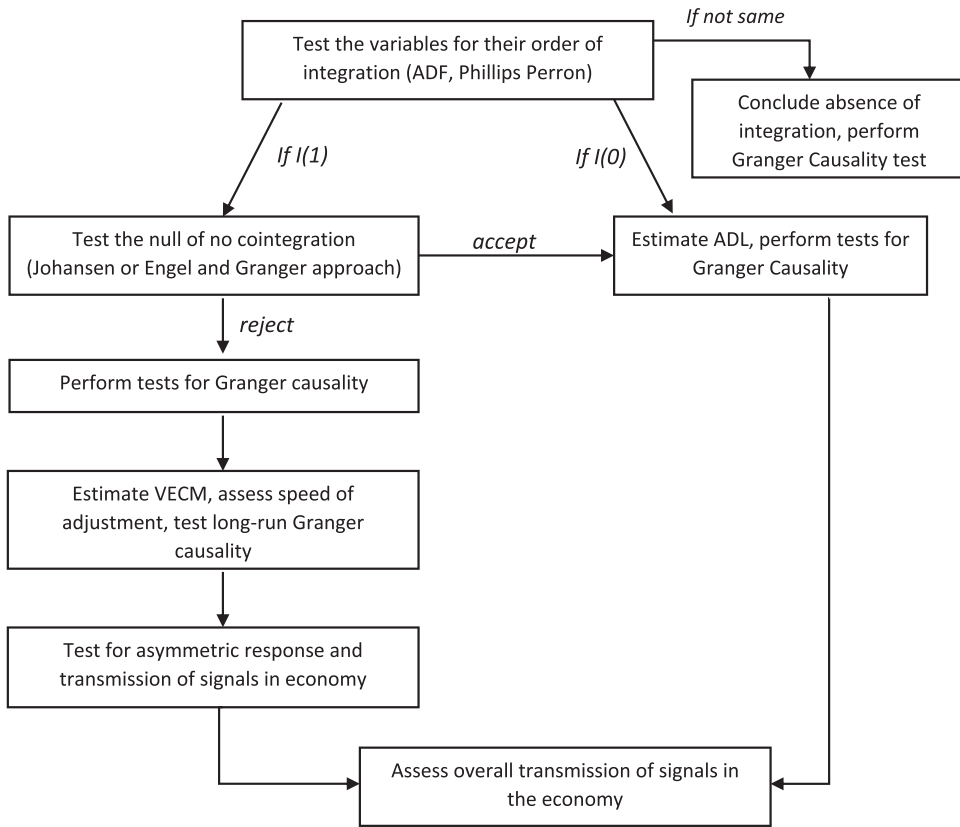 If not same
Test the variables for their order of
integration (ADF, Phillips Perron)
Conclude absence of
integration, perform
Granger Causality test
If I(1)
If I(0)
Test the null of no cointegration
(Johansen or Engel and Granger approach)
accept
Estimate ADL, perform tests for
Granger Causality
reject
Perform tests for Granger causality
Estimate VECM, assess speed of
adjustment, test long-run Granger
causality
Test for asymmetric response and
transmission of signals in economy
Assess overall transmission of signals in
the economy